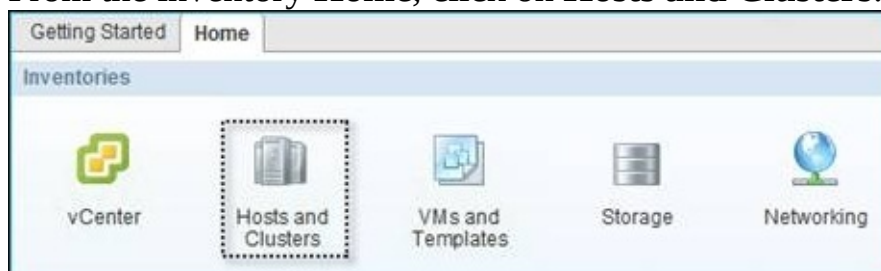 From the inventory Home, click on Hosts and Clusters.
Getting Started Home
Inventories
vCenter Hosts and Clusters VMs and Templates Storage Networking